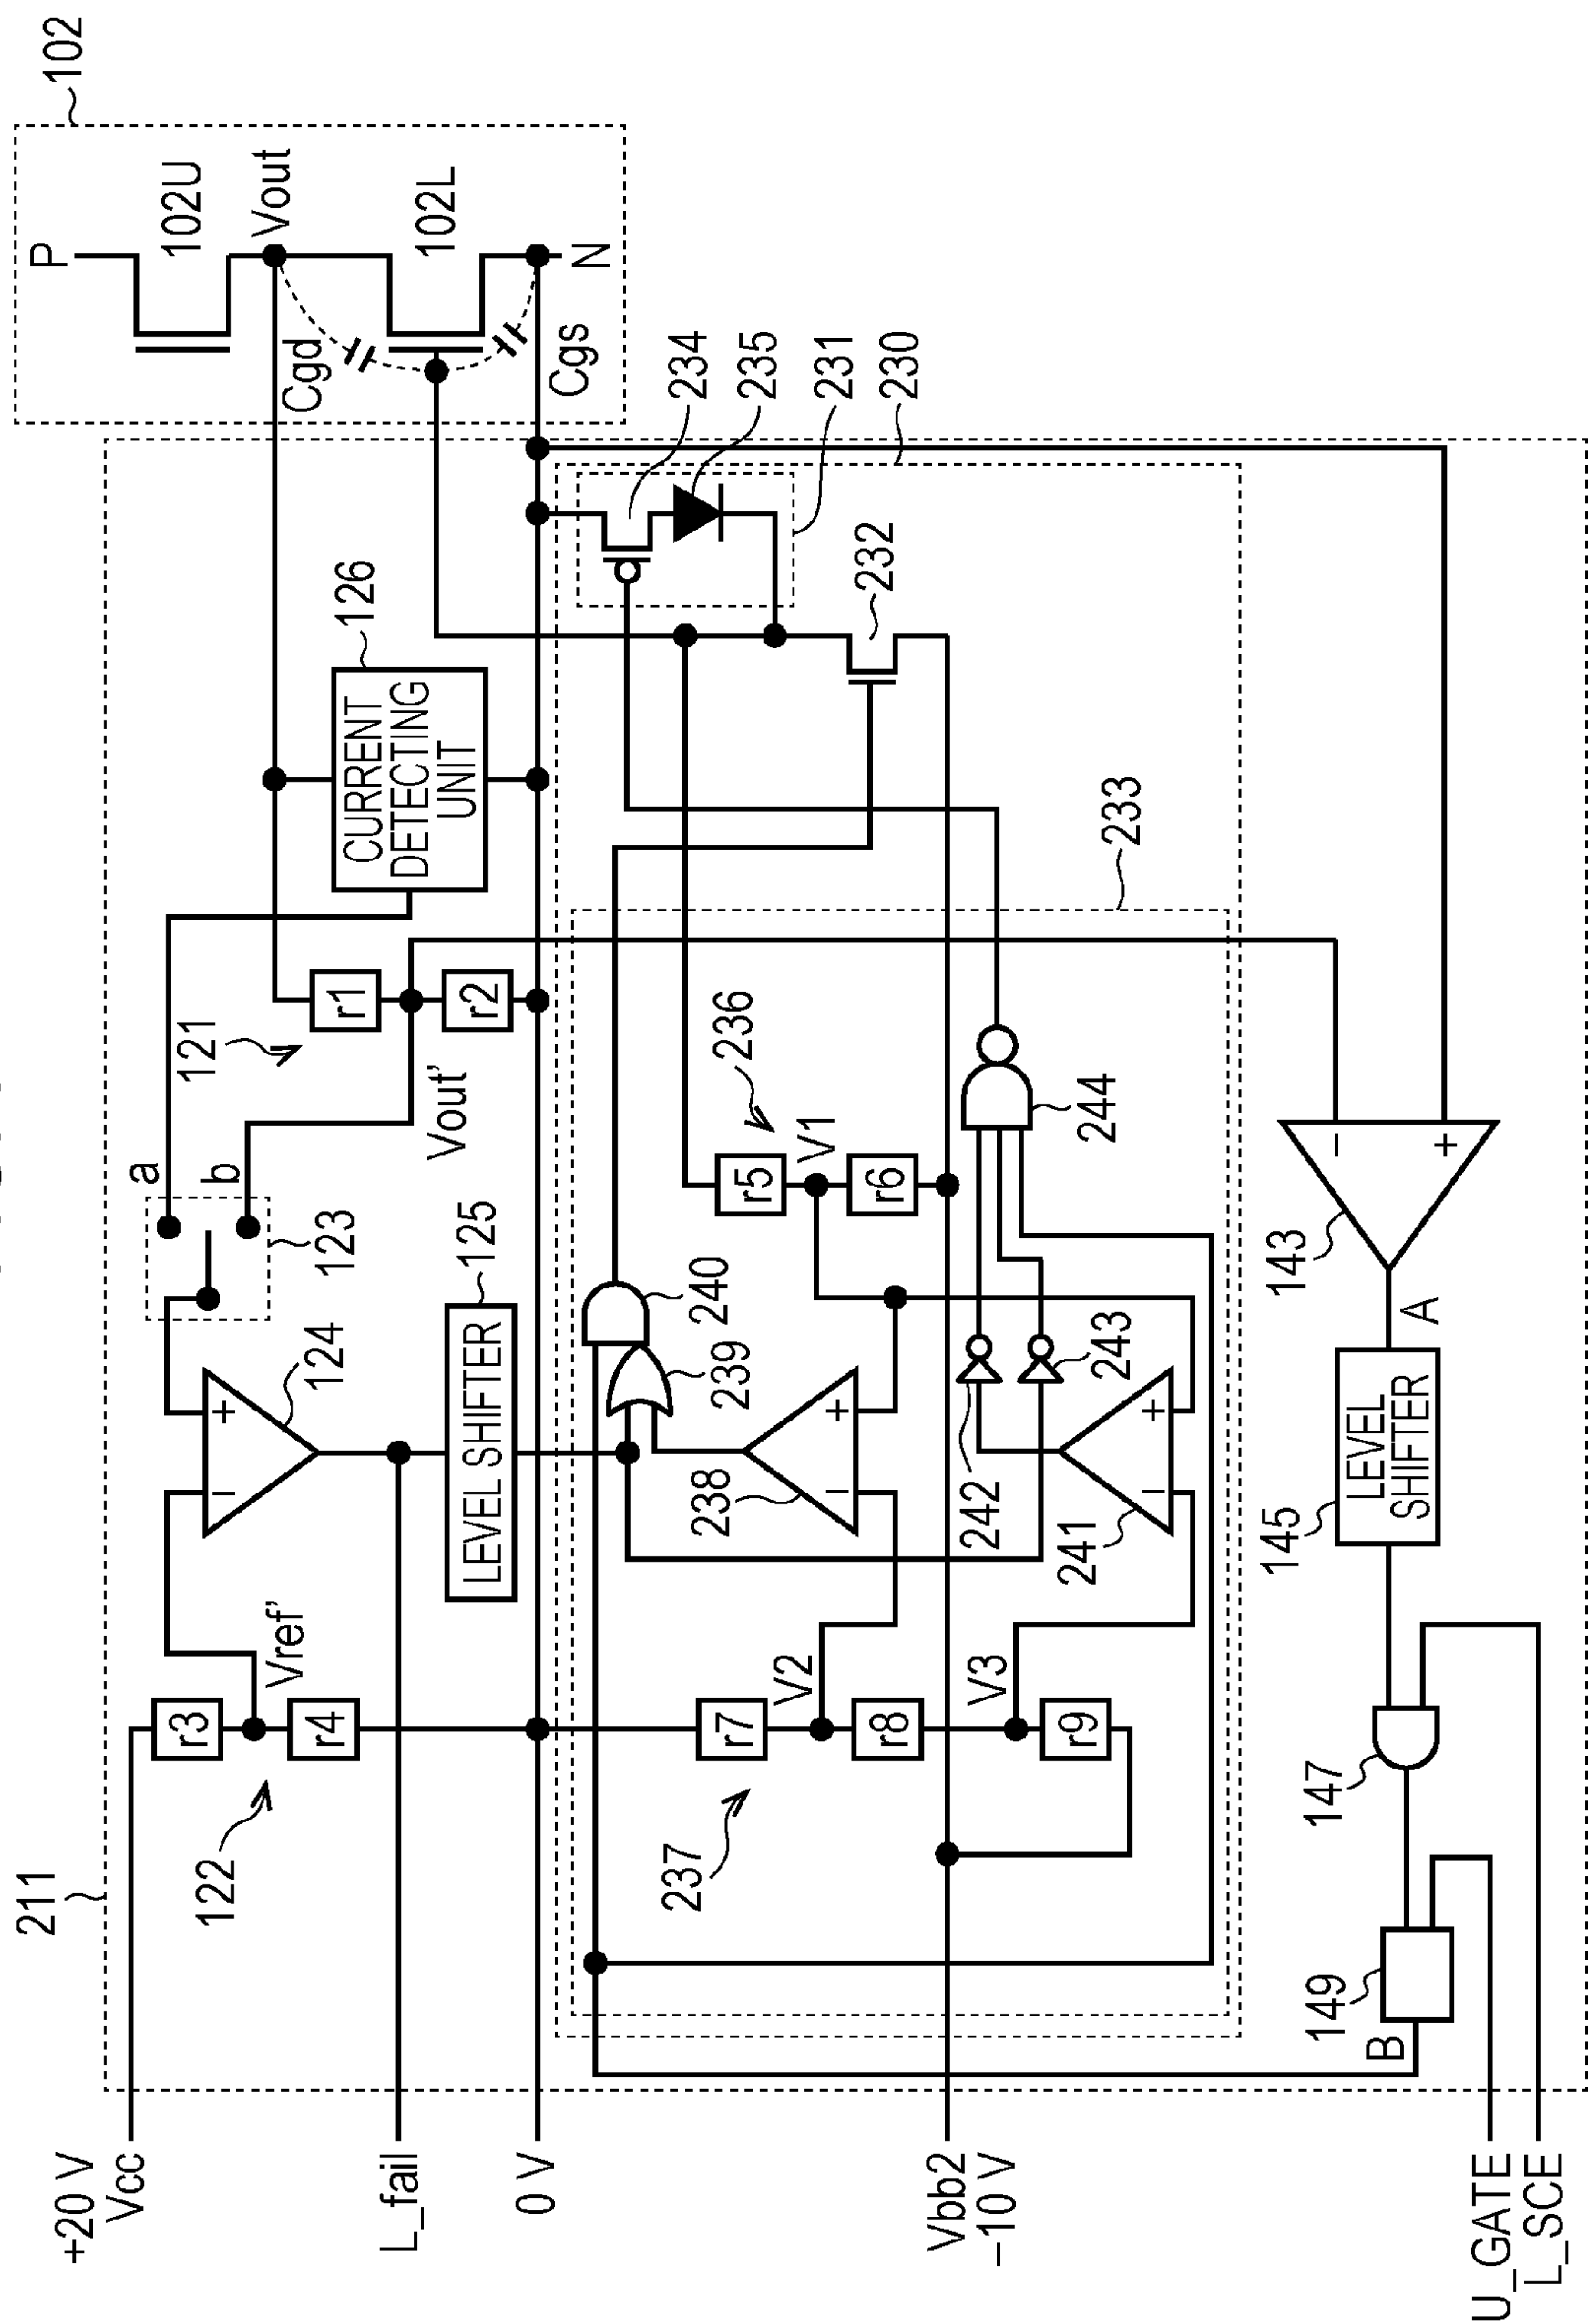 211
+20 V
Vcc
L_fail
0 V
Vbb2
−10 V
U_GATE
L_SCE
122
r3
Vref'
r4
−
+
124
123
a
b
121
Vout'
r1
r2
LEVEL SHIFTER
125
CURRENT
DETECTING
UNIT
126
102
P
102U
Vout
102L
N
Cgd
Cgs
234
235
231
230
232
233
237
r7
V2
r8
V3
r9
238
−
+
239
240
236
r5
V1
r6
242
243
241
−
+
244
149
B
147
145
LEVEL
SHIFTER
A
143
−
+